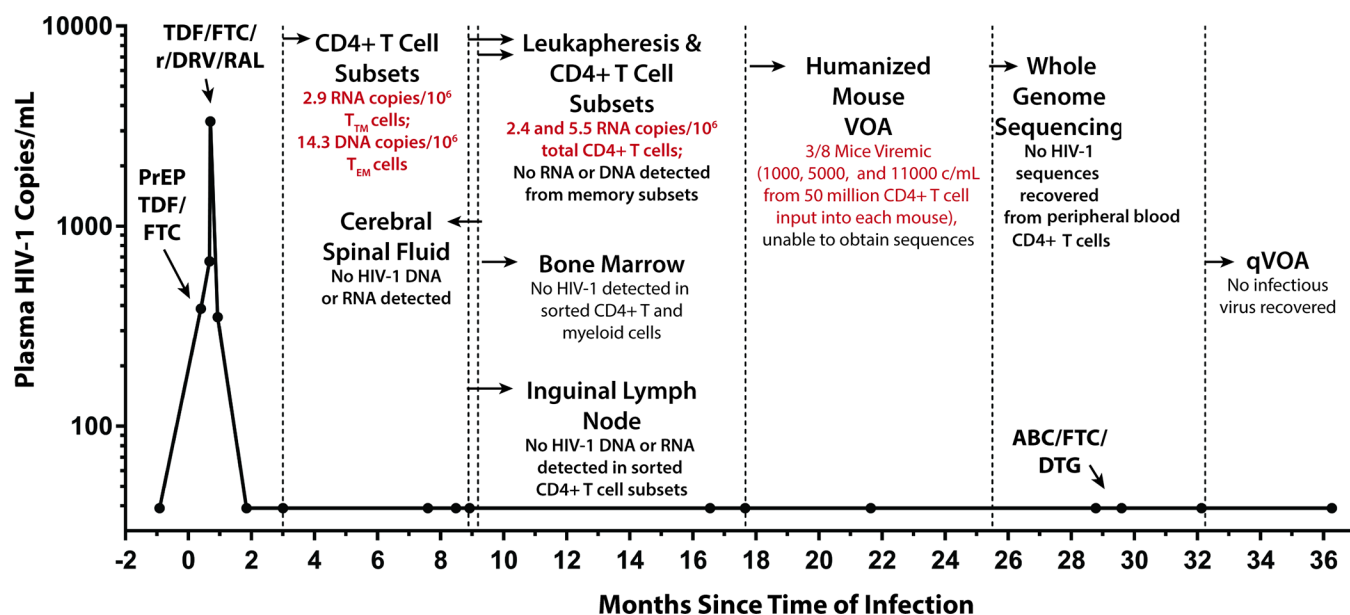 Plasma HIV-1 Copies/mL
10000
1000
100
TDF/FTC/
r/DRV/RAL
PrEP
TDF/
FTC
CD4+ T Cell
Subsets
2.9 RNA copies/10⁶
T_TM cells;
14.3 DNA copies/10⁶
T_EM cells
Cerebral
Spinal Fluid
No HIV-1 DNA
or RNA detected
Leukapheresis &
CD4+ T Cell
Subsets
2.4 and 5.5 RNA copies/10⁶
total CD4+ T cells;
No RNA or DNA detected
from memory subsets
Bone Marrow
No HIV-1 detected in
sorted CD4+ T and
myeloid cells
Inguinal Lymph
Node
No HIV-1 DNA or RNA
detected in sorted
CD4+ T cell subsets
Humanized
Mouse
VOA
3/8 Mice Viremic
(1000, 5000, and 11000 c/mL
from 50 million CD4+ T cell
input into each mouse),
unable to obtain sequences
Whole
Genome
Sequencing
No HIV-1
sequences
recovered
from peripheral blood
CD4+ T cells
ABC/FTC/
DTG
qVOA
No infectious
virus recovered
-2 0 2 4 6 8 10 12 14 16 18 20 22 24 26 28 30 32 34 36
Months Since Time of Infection